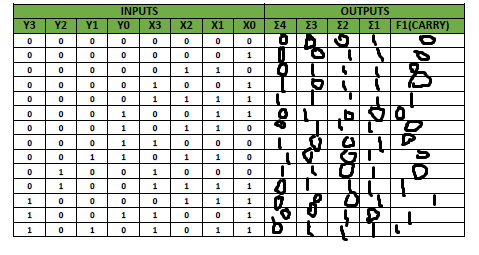 INPUTS OUTPUTS
Y3 Y2 Y1 Y0 X3 X2 X1 X0 Σ4 Σ3 Σ2 Σ1 F1(CARRY)
0 0 0 0 0 0 0 0 0 0 0 1 0
0 0 0 0 0 0 0 1 0 0 1 1 0
0 0 0 0 0 1 1 0 0 1 1 1
0 0 0 0 1 0 0 1 1 0 1 1
0 0 0 0 1 1 1 1 1 1 1 1 1
0 0 0 1 0 0 1 1 0 1 0 0 0
0 0 0 1 0 1 1 0 0 1 0 1 0
0 0 0 1 1 0 0 0 1 0 0 1 0
0 0 1 1 0 1 1 0 1 0 0 1 0
0 1 0 0 1 0 0 0 1 1 1 0
0 1 0 0 1 1 1 1 0 1 1 1 1
1 0 0 0 0 1 1 1 0 0 0 1 1
1 0 0 1 1 0 0 1 0 0 1 0 1
1 0 1 0 1 0 1 1 0 1 1 1 1